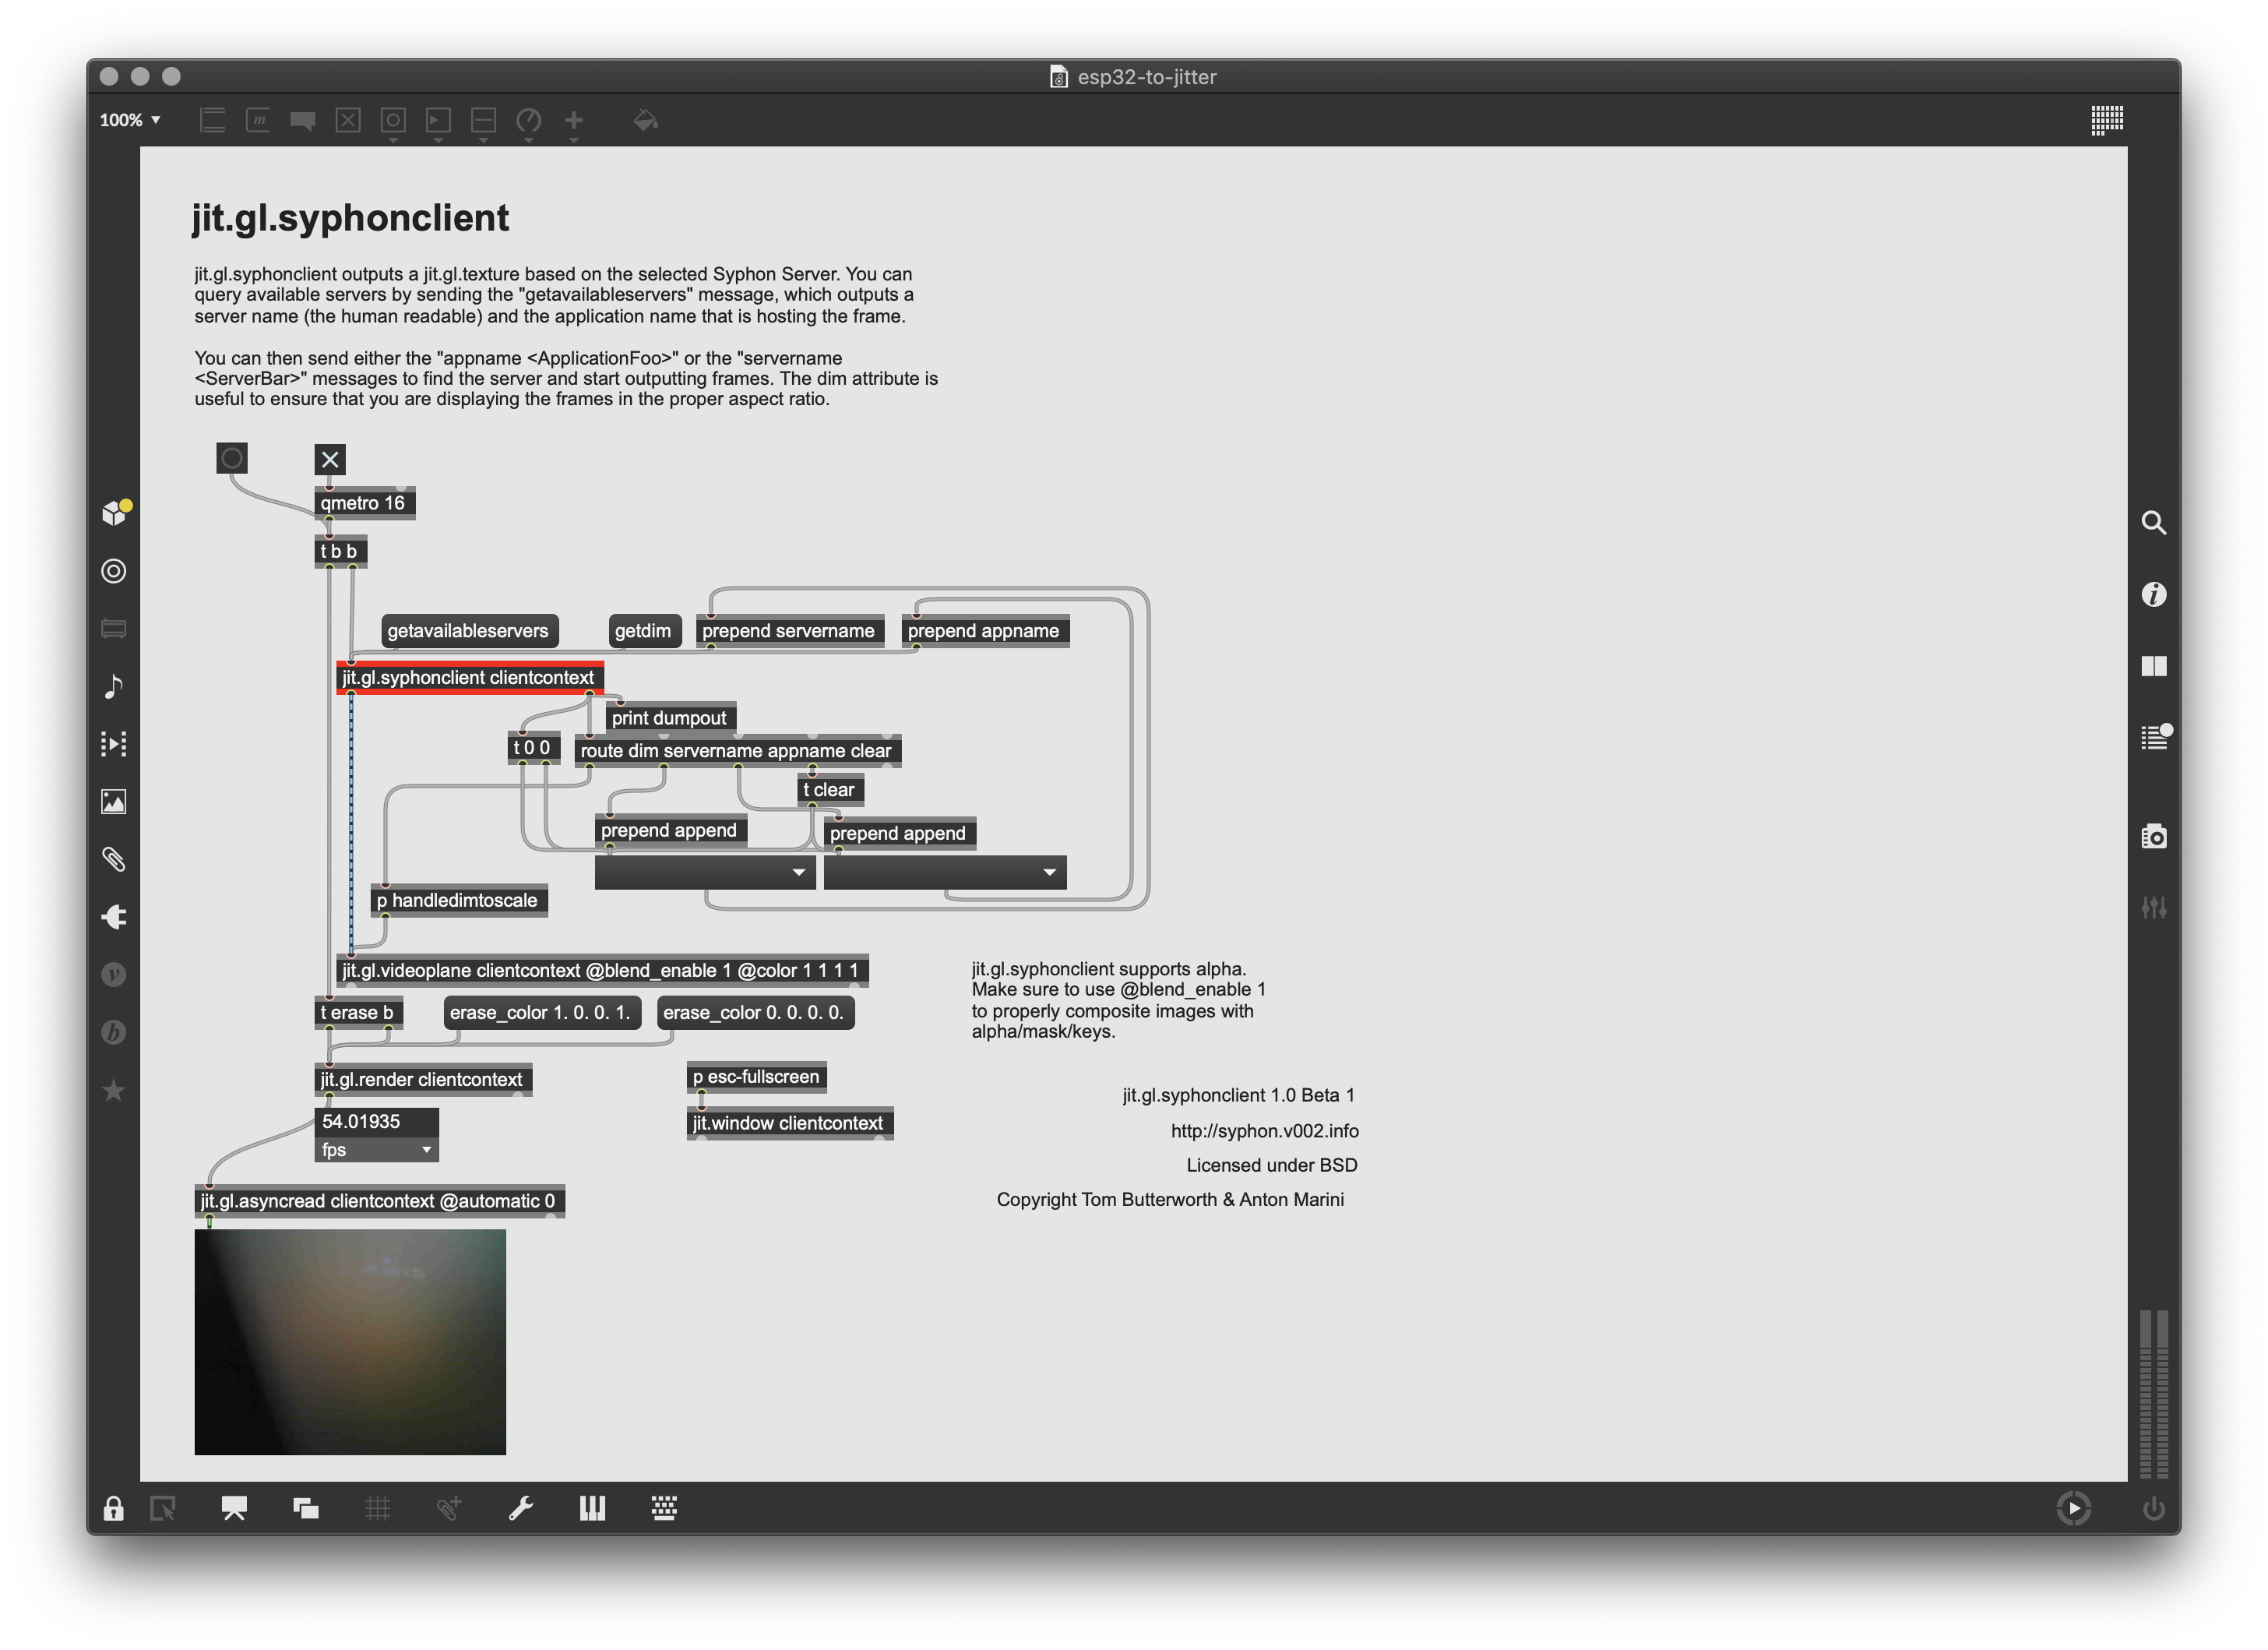 esp32-to-jitter
100%
jit.gl.syphonclient
jit.gl.syphonclient outputs a jit.gl.texture based on the selected Syphon Server. You can
query available servers by sending the "getavailableservers" message, which outputs a
server name (the human readable) and the application name that is hosting the frame.
You can then send either the "appname <ApplicationFoo>" or the "servername
<ServerBar>" messages to find the server and start outputting frames. The dim attribute is
useful to ensure that you are displaying the frames in the proper aspect ratio.
qmetro 16
t b b
getavailableservers
getdim
prepend servername
prepend appname
jit.gl.syphonclient clientcontext
print dumpout
t 0 0
route dim servername appname clear
t clear
prepend append
prepend append
p handledimtoscale
jit.gl.videoplane clientcontext @blend_enable 1 @color 1 1 1 1
t erase b
erase_color 1. 0. 0. 1.
erase_color 0. 0. 0. 0.
jit.gl.syphonclient supports alpha.
Make sure to use @blend_enable 1
to properly composite images with
alpha/mask/keys.
jit.gl.render clientcontext
p esc-fullscreen
54.01935
fps
jit.window clientcontext
jit.gl.syphonclient 1.0 Beta 1
http://syphon.v002.info
Licensed under BSD
Copyright Tom Butterworth & Anton Marini
jit.gl.asyncread clientcontext @automatic 0